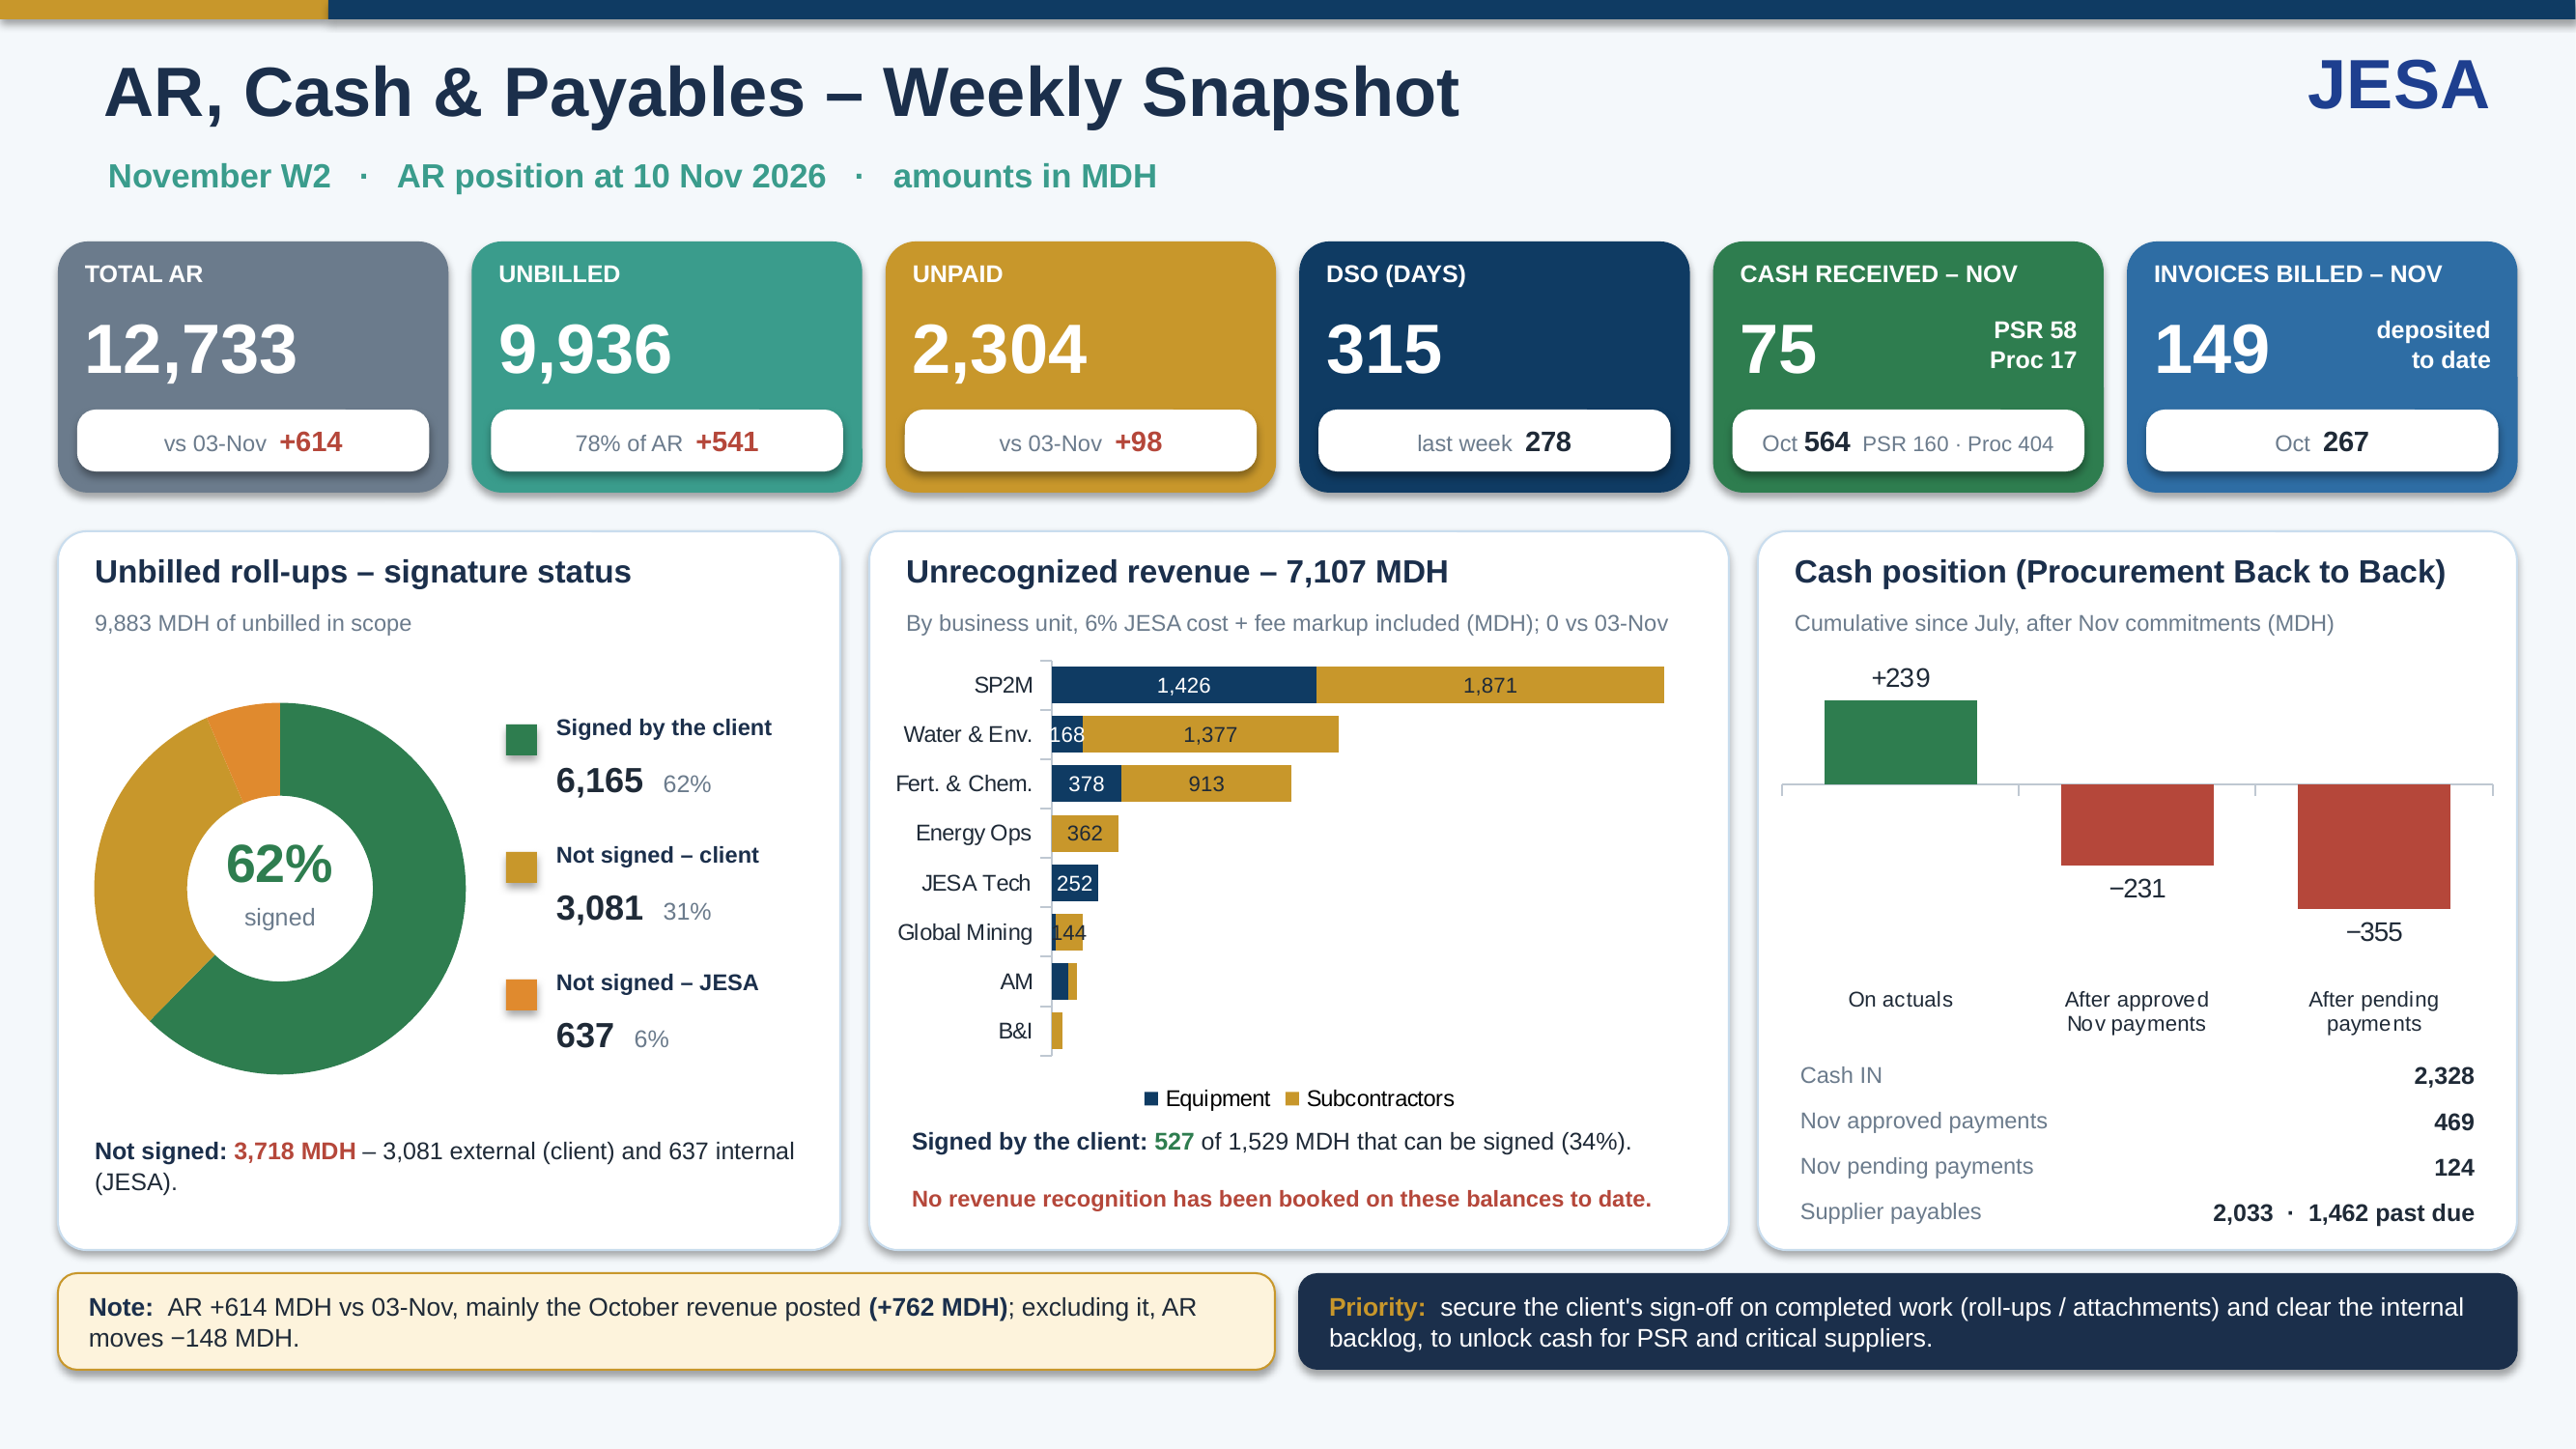 AR, Cash & Payables – Weekly Snapshot
JESA
November W2 · AR position at 10 Nov 2026 · amounts in MDH
TOTAL AR
12,733
vs 03-Nov +614
UNBILLED
9,936
78% of AR +541
UNPAID
2,304
vs 03-Nov +98
DSO (DAYS)
315
last week 278
CASH RECEIVED – NOV
75
PSR 58
Proc 17
Oct 564 PSR 160 · Proc 404
INVOICES BILLED – NOV
149
deposited
to date
Oct 267
Unbilled roll-ups – signature status
9,883 MDH of unbilled in scope
62%
signed
Signed by the client
6,165 62%
Not signed – client
3,081 31%
Not signed – JESA
637 6%
Not signed: 3,718 MDH – 3,081 external (client) and 637 internal
(JESA).
Unrecognized revenue – 7,107 MDH
By business unit, 6% JESA cost + fee markup included (MDH); 0 vs 03-Nov
SP2M 1,426 1,871
Water & Env. 168 1,377
Fert. & Chem. 378 913
Energy Ops 362
JESA Tech 252
Global Mining 144
AM
B&I
Equipment Subcontractors
Signed by the client: 527 of 1,529 MDH that can be signed (34%).
No revenue recognition has been booked on these balances to date.
Cash position (Procurement Back to Back)
Cumulative since July, after Nov commitments (MDH)
+239
−231
−355
On actuals
After approved
Nov payments
After pending
payments
Cash IN 2,328
Nov approved payments 469
Nov pending payments 124
Supplier payables 2,033 · 1,462 past due
Note: AR +614 MDH vs 03-Nov, mainly the October revenue posted (+762 MDH); excluding it, AR
moves −148 MDH.
Priority: secure the client's sign-off on completed work (roll-ups / attachments) and clear the internal
backlog, to unlock cash for PSR and critical suppliers.